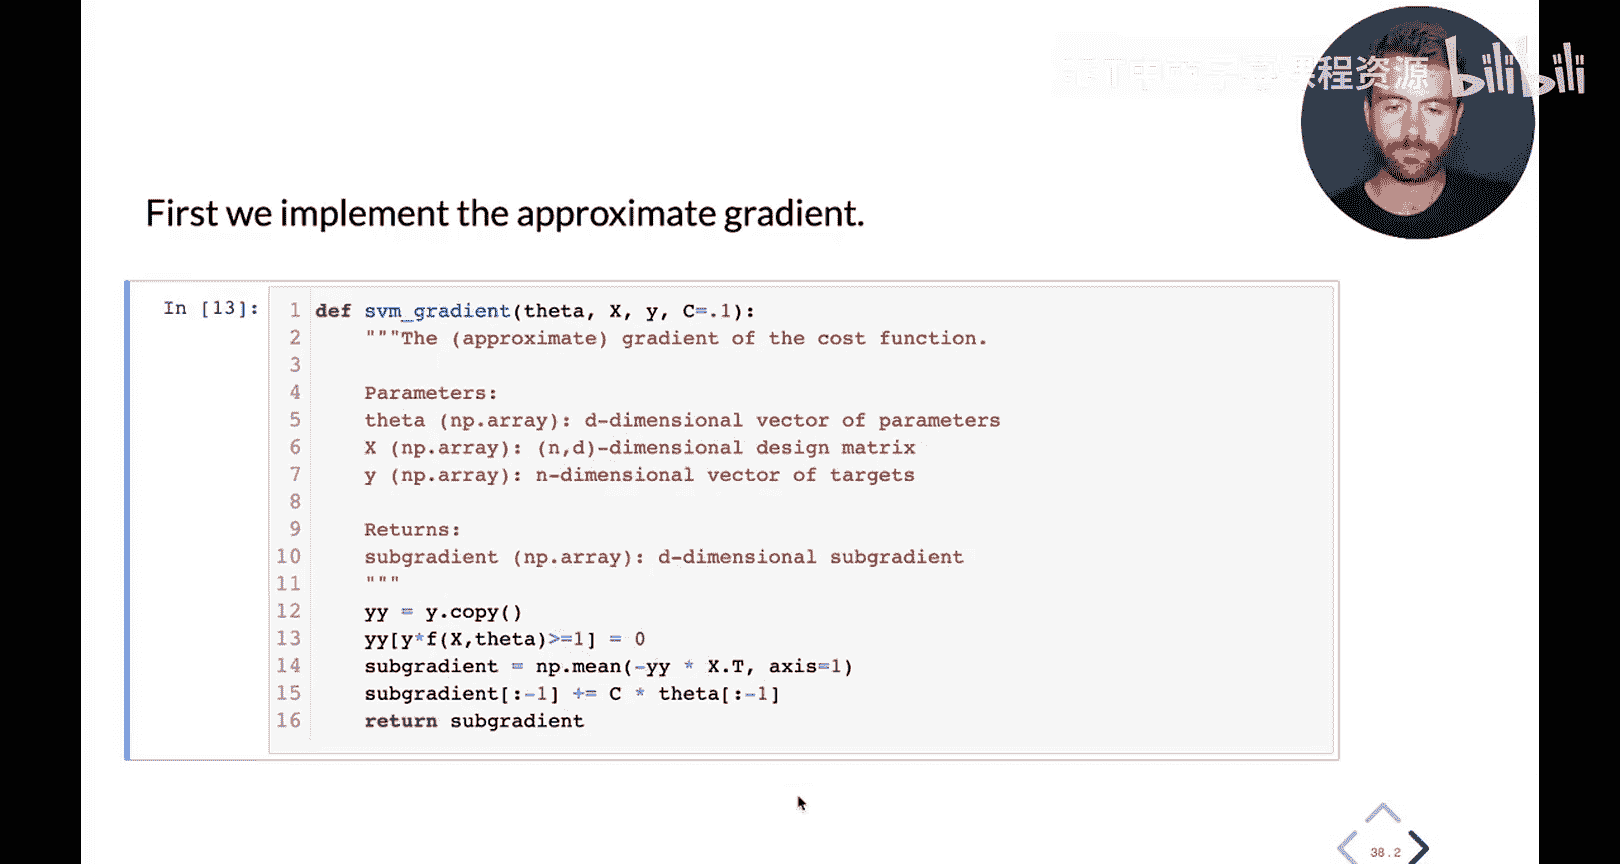 课程资源 bilibili
First we implement the approximate gradient.
In [13]:
1 def svm_gradient(theta, X, y, C=.1):
2 """The (approximate) gradient of the cost function.
3
4 Parameters:
5 theta (np.array): d-dimensional vector of parameters
6 X (np.array): (n,d)-dimensional design matrix
7 y (np.array): n-dimensional vector of targets
8
9 Returns:
10 subgradient (np.array): d-dimensional subgradient
11 """
12 yy = y.copy()
13 yy[y*f(X,theta)>=1] = 0
14 subgradient = np.mean(-yy * X.T, axis=1)
15 subgradient[:-1] += C * theta[:-1]
16 return subgradient
38.2